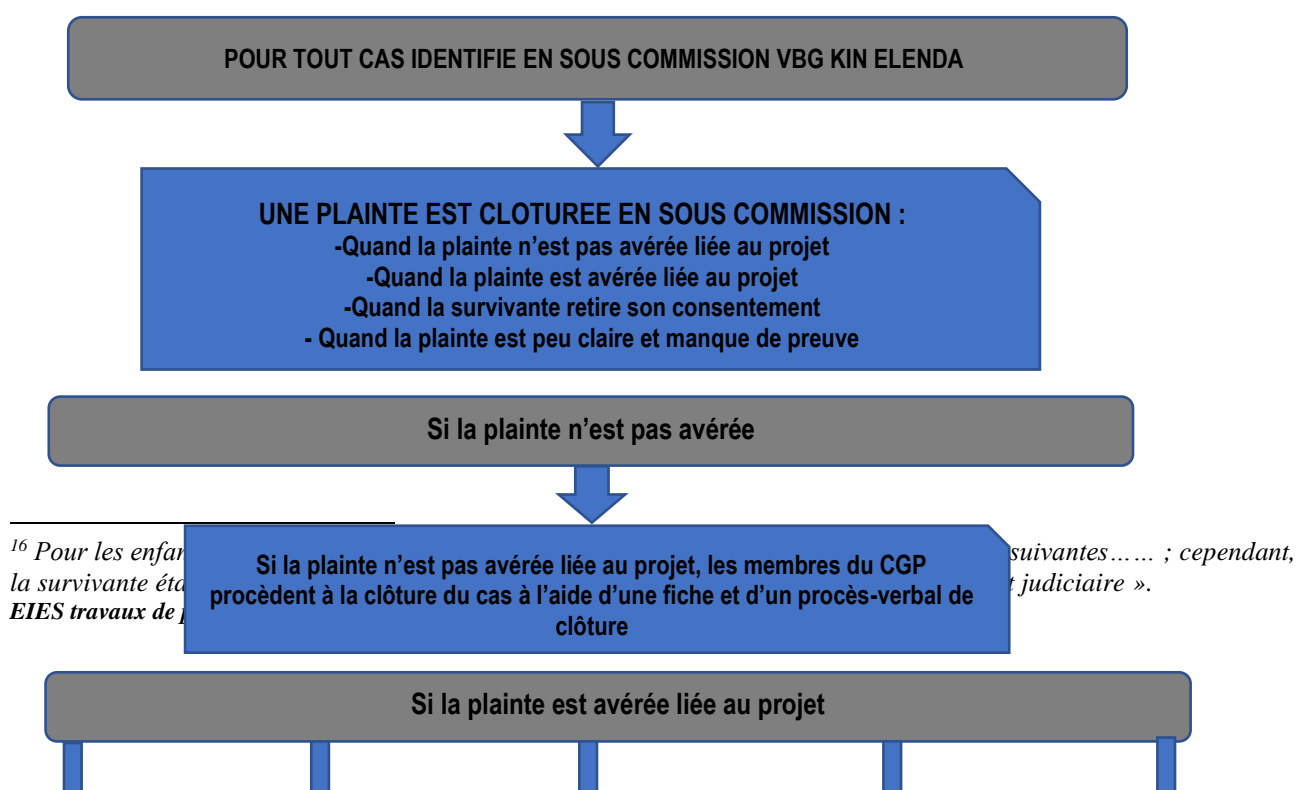 POUR TOUT CAS IDENTIFIE EN SOUS COMMISSION VBG KIN ELENDA
UNE PLAINTE EST CLOTUREE EN SOUS COMMISSION :
-Quand la plainte n’est pas avérée liée au projet
-Quand la plainte est avérée liée au projet
-Quand la survivante retire son consentement
- Quand la plainte est peu claire et manque de preuve
Si la plainte n’est pas avérée
16 Pour les suivantes…… ; cependant,
la survivante judiciaire ».
EIES travaux de
Si la plainte n’est pas avérée liée au projet, les membres du CGP
procèdent à la clôture du cas à l’aide d’une fiche et d’un procès-verbal de
clôture
Si la plainte est avérée liée au projet